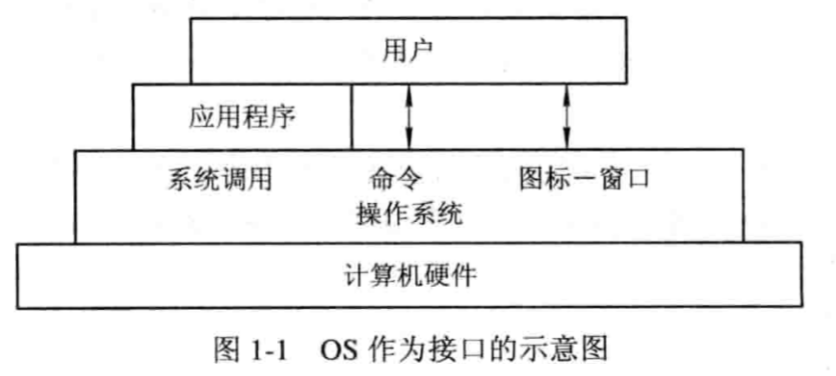 用户
应用程序
系统调用 命令 图标－窗口
操作系统
计算机硬件
图 1-1 OS 作为接口的示意图